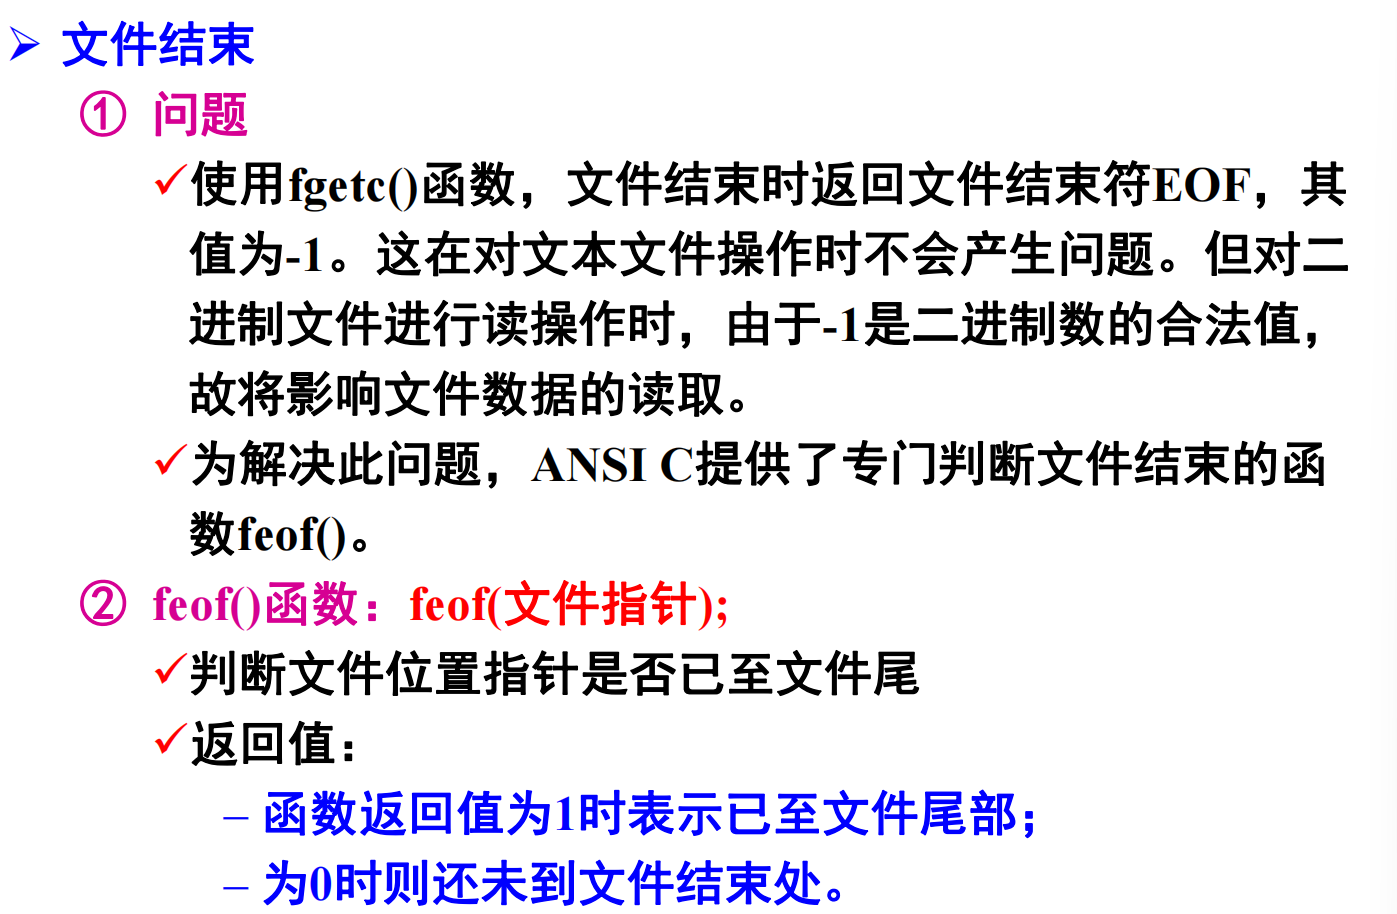 ➢ 文件结束
① 问题
✓使用fgetc()函数，文件结束时返回文件结束符EOF，其
值为-1。这在对文本文件操作时不会产生问题。但对二
进制文件进行读操作时，由于-1是二进制数的合法值，
故将影响文件数据的读取。
✓为解决此问题，ANSI C提供了专门判断文件结束的函
数feof()。
② feof()函数：feof(文件指针);
✓判断文件位置指针是否已至文件尾
✓返回值：
– 函数返回值为1时表示已至文件尾部；
– 为0时则还未到文件结束处。